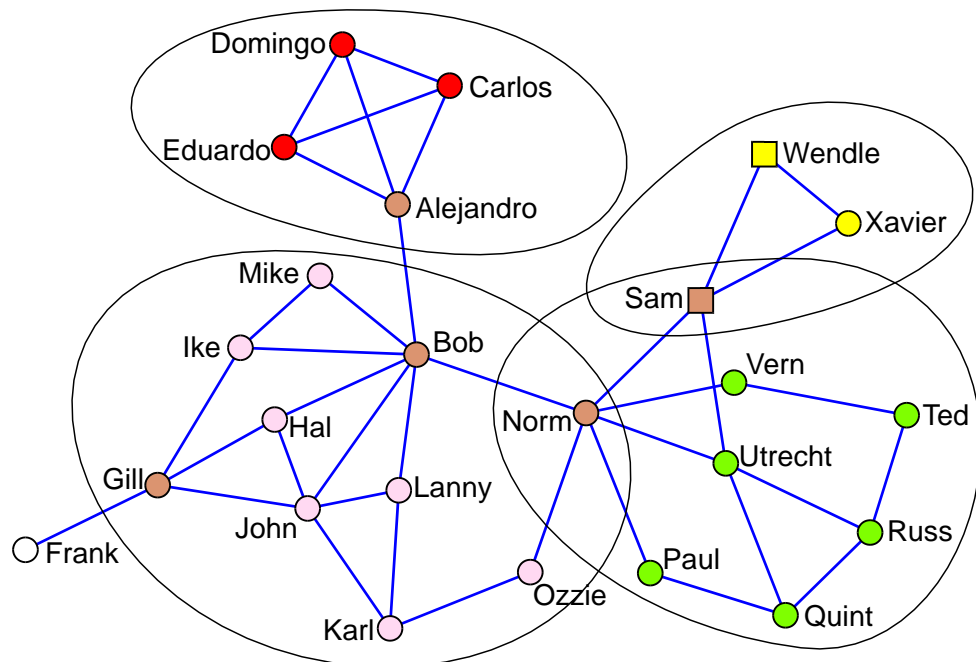 Domingo
Carlos
Eduardo
Wendle
Alejandro
Xavier
Mike
Sam
Ike
Bob
Vern
Hal
Norm
Ted
Gill
Lanny
Utrecht
John
Russ
Frank
Paul
Ozzie
Karl
Quint